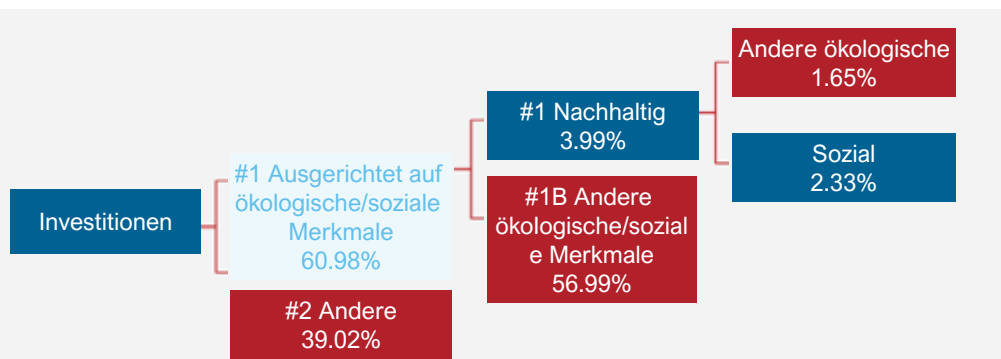 Investitionen
#1 Ausgerichtet auf
ökologische/soziale
Merkmale
60.98%
#2 Andere
39.02%
#1 Nachhaltig
3.99%
#1B Andere
ökologische/sozial
e Merkmale
56.99%
Andere ökologische
1.65%
Sozial
2.33%